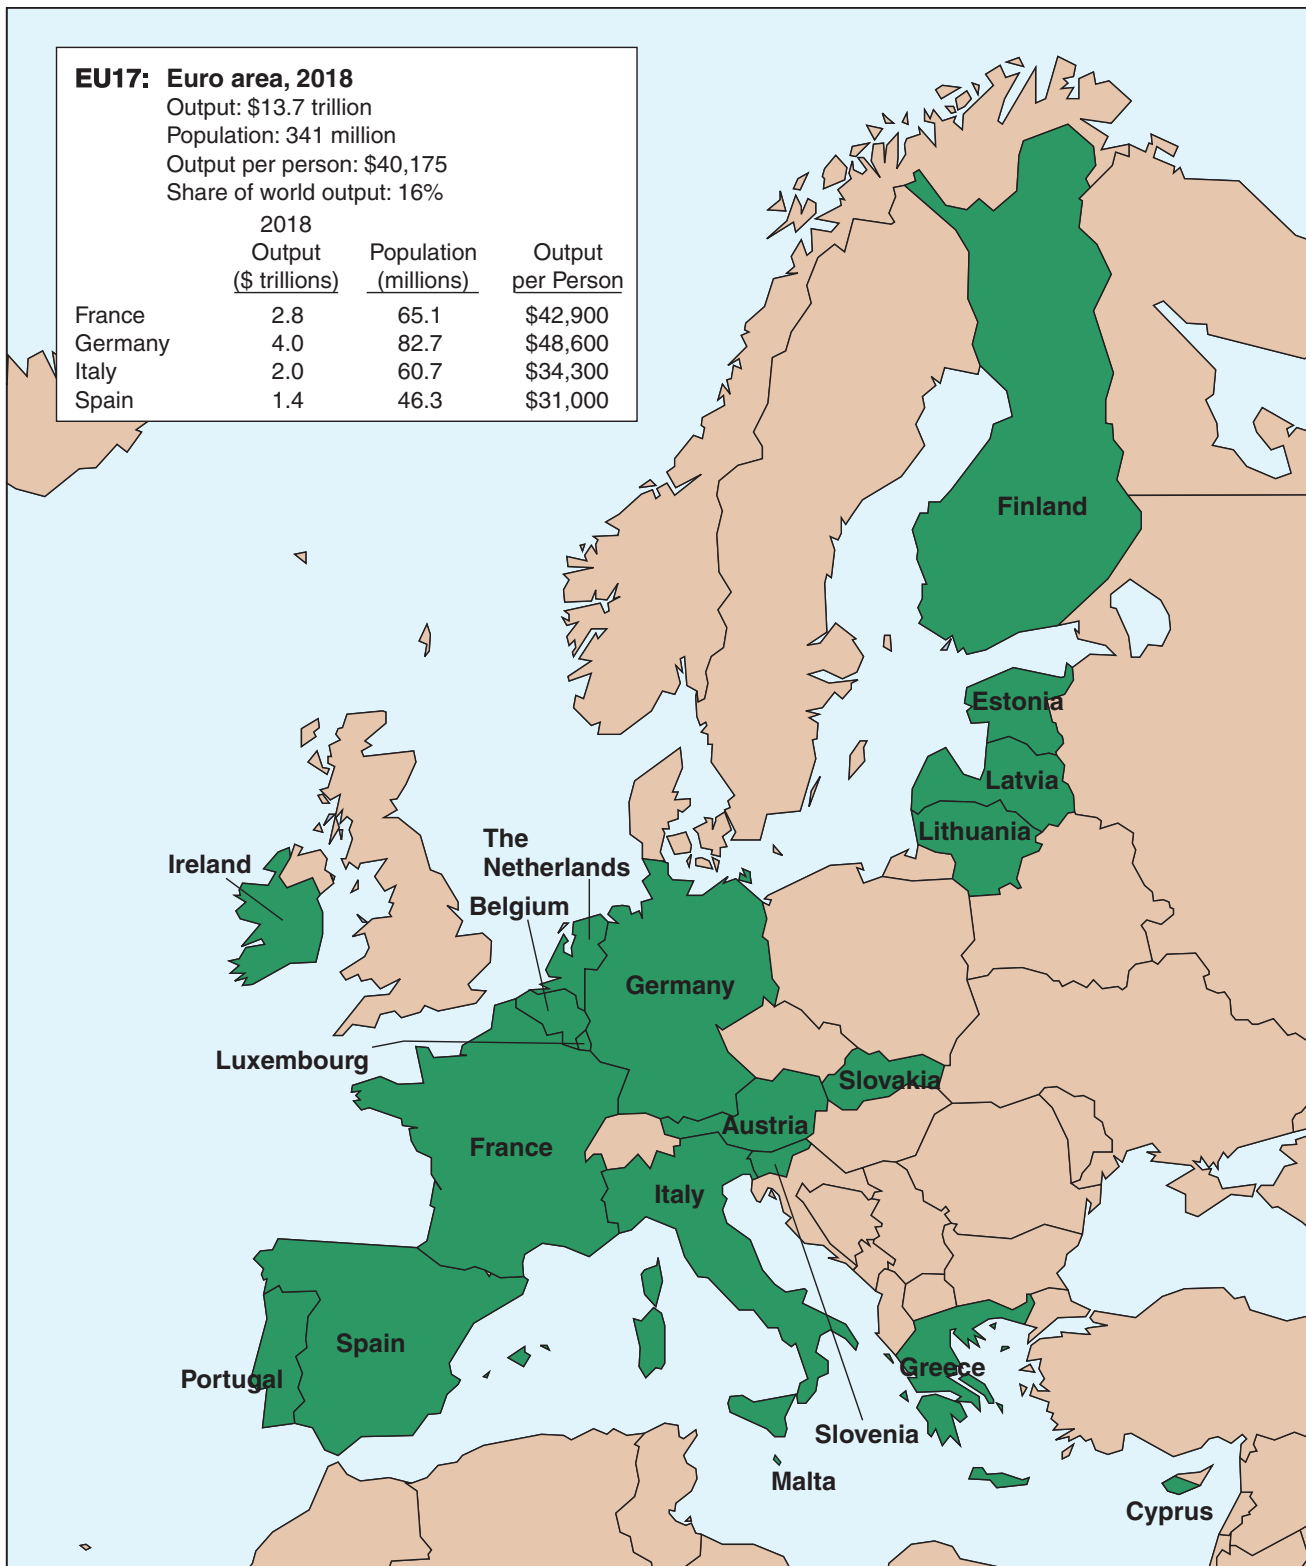 EU17: Euro area, 2018
Output: $13.7 trillion
Population: 341 million
Output per person: $40,175
Share of world output: 16%
2018
Output Population Output
($ trillions) (millions) per Person
France 2.8 65.1 $42,900
Germany 4.0 82.7 $48,600
Italy 2.0 60.7 $34,300
Spain 1.4 46.3 $31,000
Finland
Estonia
Latvia
Lithuania
The
Netherlands
Ireland
Belgium
Germany
Luxembourg
Slovakia
Austria
France
Italy
Spain
Portugal
Greece
Slovenia
Malta
Cyprus